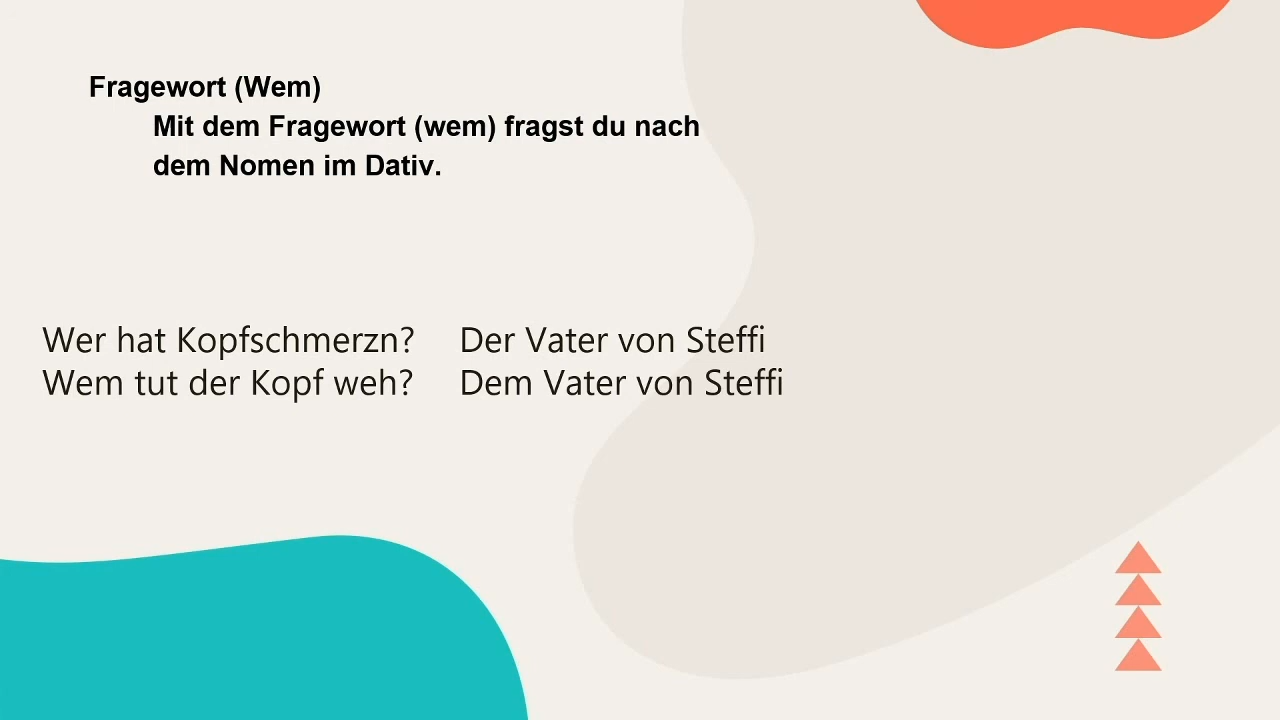 Fragewort (Wem)
Mit dem Fragewort (wem) fragst du nach
dem Nomen im Dativ.
Wer hat Kopfschmerzn? Der Vater von Steffi
Wem tut der Kopf weh? Dem Vater von Steffi